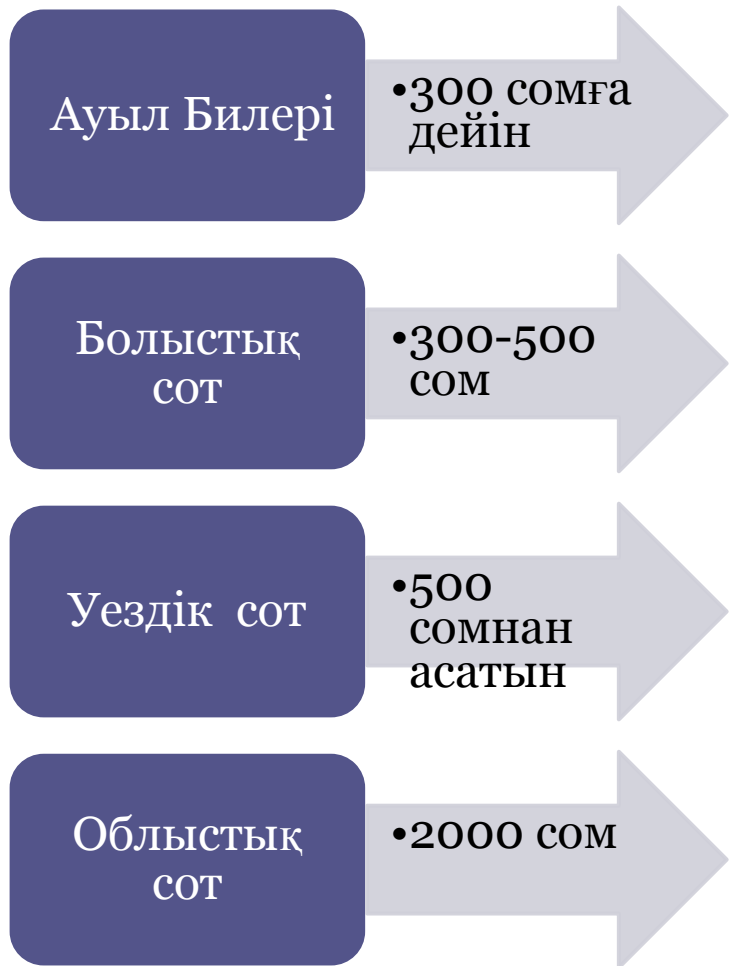 Ауыл Билері
•300 сомға
дейін
Болыстық
сот
•300-500
сом
Уездік сот
•500
сомнан
асатын
Облыстық
сот
•2000 сом